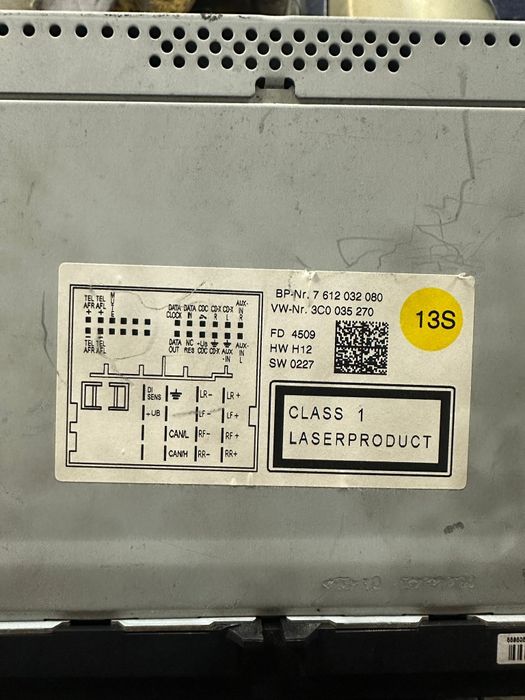 BP-Nr. 7 612 032 080
VW-Nr. 3C0 035 270
FD 4509
HW H12
SW 0227
13S
TEL TEL MUTE
AFR AFL
+ +
DATA DATA CDC CD-X CD-X AUX-
CLOCK IN R L IN
R
TEL TEL
AFR AFL
DATA NC +Ub CD-X AUX AUX-
OUT RES CDC -IN IN
L
DI SENS LR- LR+
+UB LF- LF+
CAN/L RF- RF+
CAN/H RR- RR+
CLASS 1
LASERPRODUCT